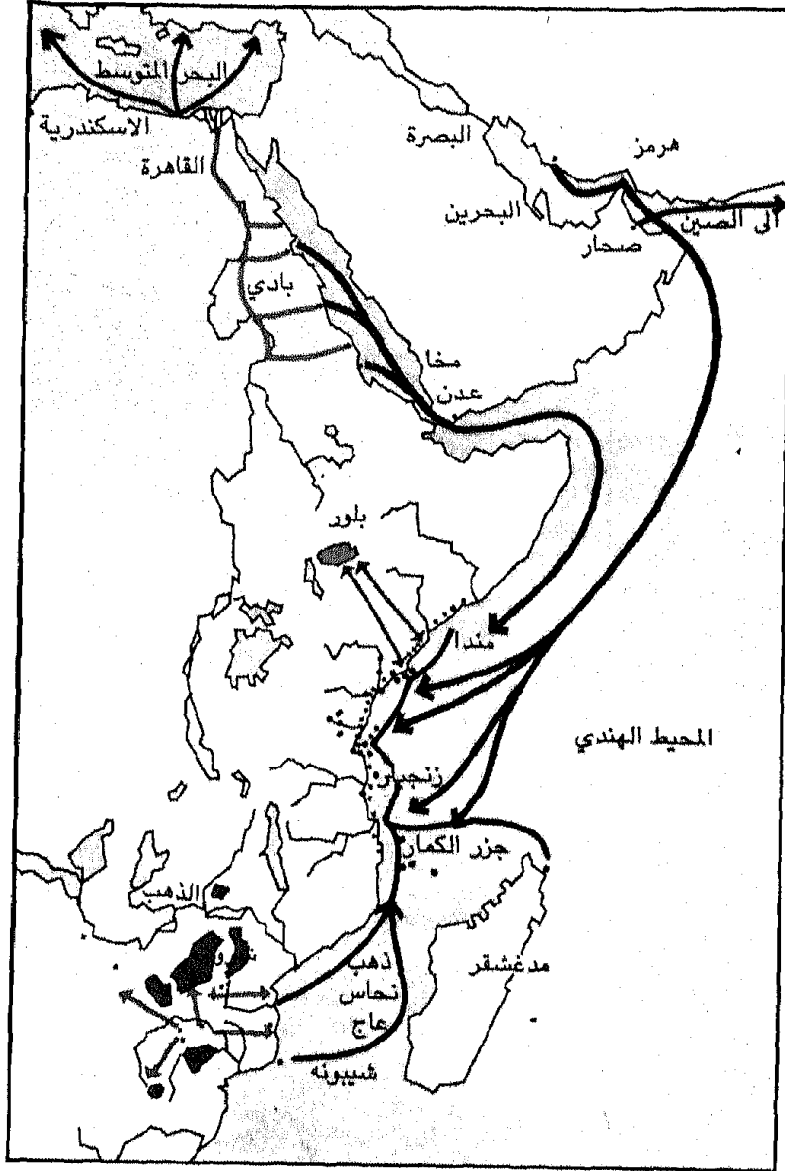 البحر المتوسط
الاسكندرية
القاهرة
البصرة
هرمز
البحرين
الى الصين
صحار
بادي
مخا
عدن
بلور
مندا
المحيط الهندي
زنجبار
جزر الكمار
الذهب
مدغشقر
ذهب
نحاس
عاج
شيبونه